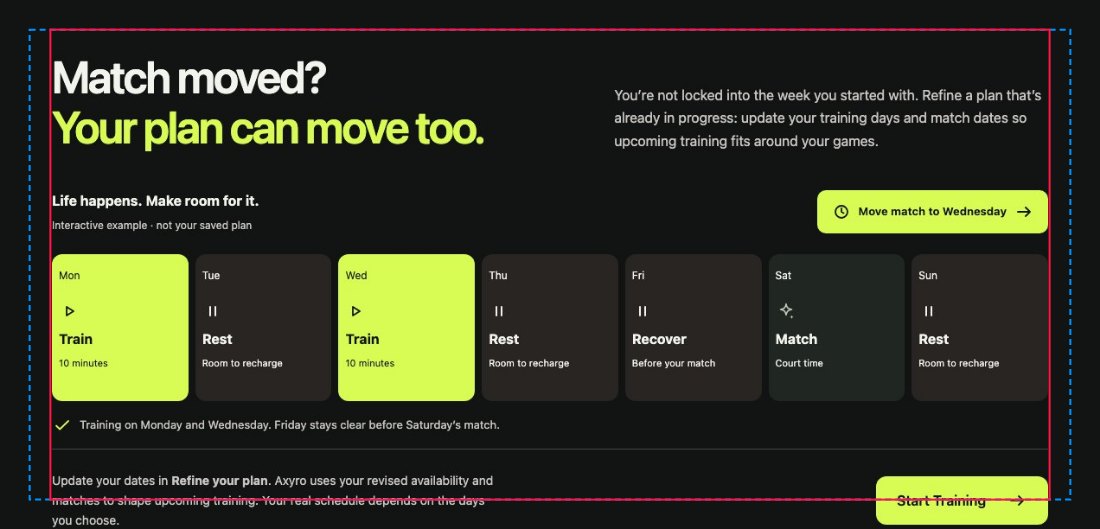 Match moved?
Your plan can move too.
You're not locked into the week you started with. Refine a plan that's
already in progress: update your training days and match dates so
upcoming training fits around your games.
Life happens. Make room for it.
Interactive example · not your saved plan
Move match to Wednesday
Mon
Train
10 minutes
Tue
Rest
Room to recharge
Wed
Train
10 minutes
Thu
Rest
Room to recharge
Fri
Recover
Before your match
Sat
Match
Court time
Sun
Rest
Room to recharge
Training on Monday and Wednesday. Friday stays clear before Saturday's match.
Update your dates in Refine your plan. Axyro uses your revised availability and
matches to shape upcoming training. Your real schedule depends on the days
you choose.
Start Training